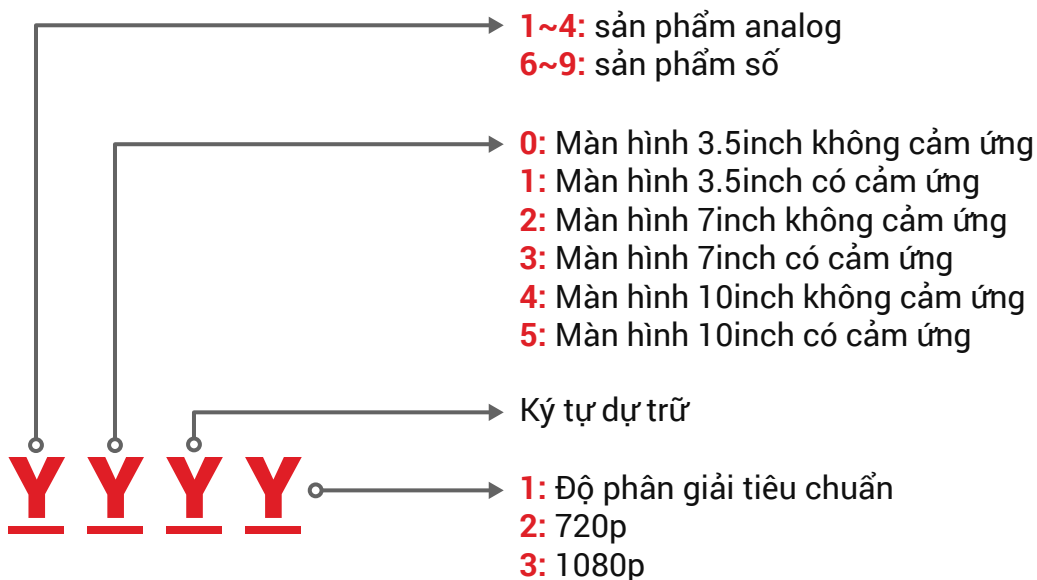 1~4: sản phẩm analog
6~9: sản phẩm số
0: Màn hình 3.5inch không cảm ứng
1: Màn hình 3.5inch có cảm ứng
2: Màn hình 7inch không cảm ứng
3: Màn hình 7inch có cảm ứng
4: Màn hình 10inch không cảm ứng
5: Màn hình 10inch có cảm ứng
Ký tự dự trữ
Y Y Y Y
1: Độ phân giải tiêu chuẩn
2: 720p
3: 1080p